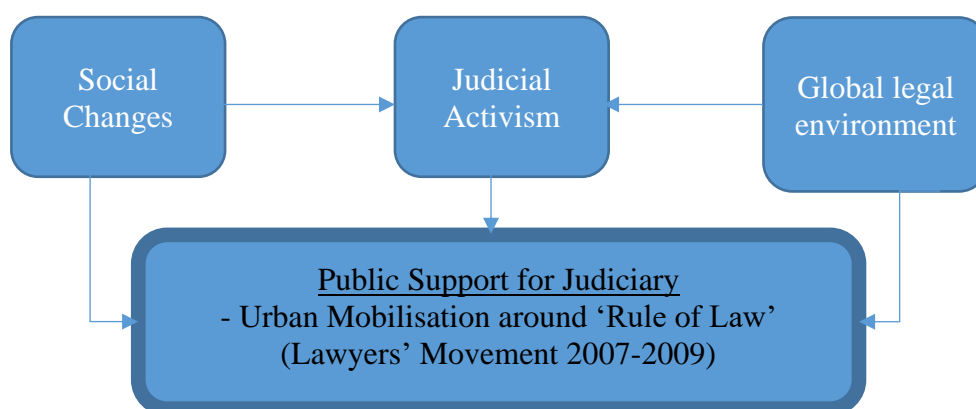 Social
Changes
Judicial
Activism
Global legal
environment
Public Support for Judiciary
- Urban Mobilisation around ‘Rule of Law’
(Lawyers’ Movement 2007-2009)